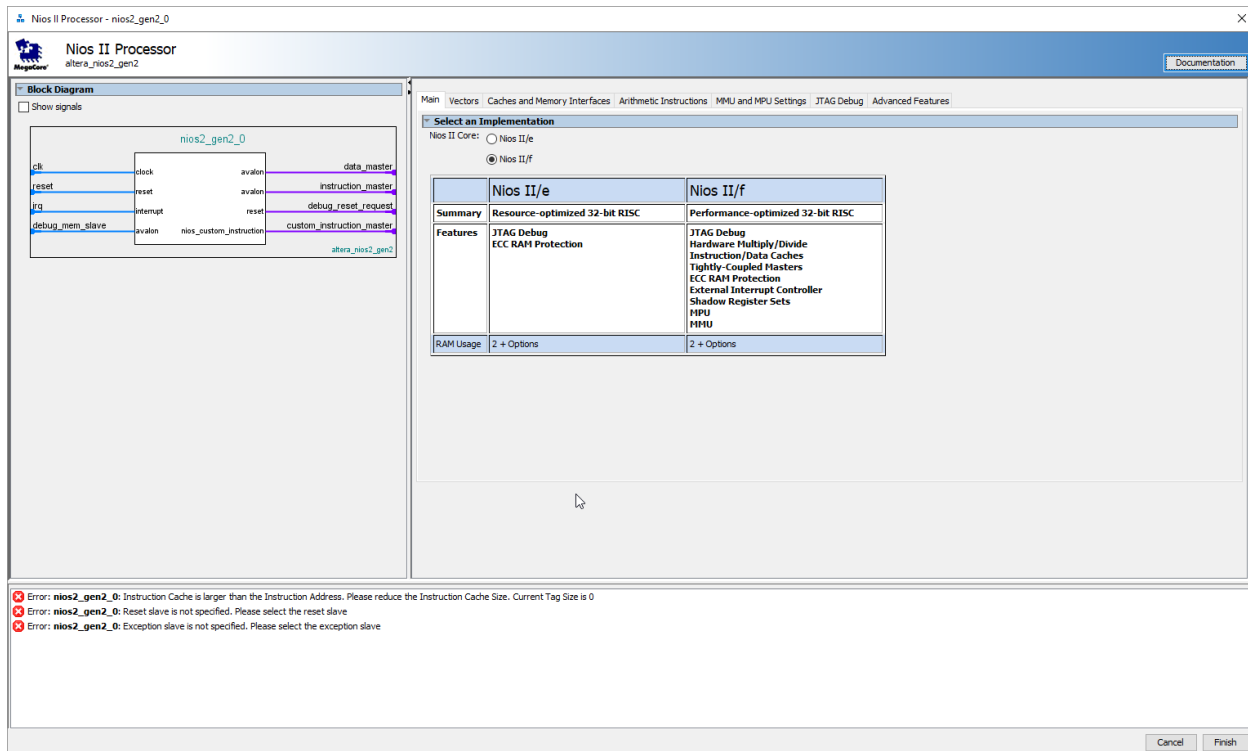 Nios II Processor - nios2_gen2_0
MegaCore'
Nios II Processor
altera_nios2_gen2
Documentation
Block Diagram
Show signals
nios2_gen2_0
clk
clock
avalon
data_master
reset
reset
avalon
instruction_master
irq
interrupt
reset
debug_reset_request
debug_mem_slave
avalon
nios_custom_instruction
custom_instruction_master
altera_nios2_gen2
Main Vectors Caches and Memory Interfaces Arithmetic Instructions MMU and MPU Settings JTAG Debug Advanced Features
Select an Implementation
Nios II Core: Nios II/e
Nios II/f
Nios II/e Nios II/f
Summary Resource-optimized 32-bit RISC Performance-optimized 32-bit RISC
Features
JTAG Debug
ECC RAM Protection
JTAG Debug
Hardware Multiply/Divide
Instruction/Data Caches
Tightly-Coupled Masters
ECC RAM Protection
External Interrupt Controller
Shadow Register Sets
MPU
MMU
RAM Usage 2 + Options 2 + Options
Error: nios2_gen2_0: Instruction Cache is larger than the Instruction Address. Please reduce the Instruction Cache Size. Current Tag Size is 0
Error: nios2_gen2_0: Reset slave is not specified. Please select the reset slave
Error: nios2_gen2_0: Exception slave is not specified. Please select the exception slave
Cancel Finish